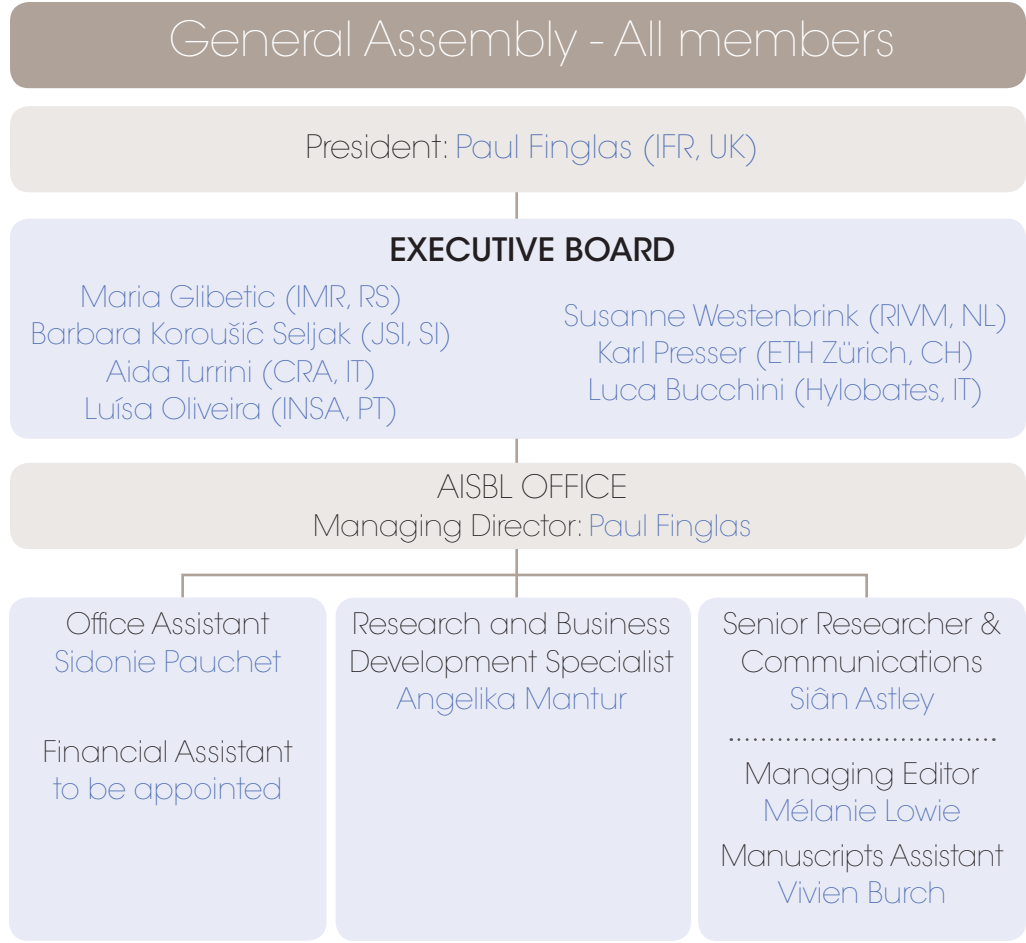 General Assembly - All members
President: Paul Finglas (IFR, UK)
EXECUTIVE BOARD
Maria Glibetic (IMR, RS)
Barbara Koroušić Seljak (JSI, SI)
Aida Turrini (CRA, IT)
Luísa Oliveira (INSA, PT)
Susanne Westenbrink (RIVM, NL)
Karl Presser (ETH Zürich, CH)
Luca Bucchini (Hylobates, IT)
AISBL OFFICE
Managing Director: Paul Finglas
Office Assistant
Sidonie Pauchet
Financial Assistant
to be appointed
Research and Business
Development Specialist
Angelika Mantur
Senior Researcher &
Communications
Siân Astley
Managing Editor
Mélanie Lowie
Manuscripts Assistant
Vivien Burch